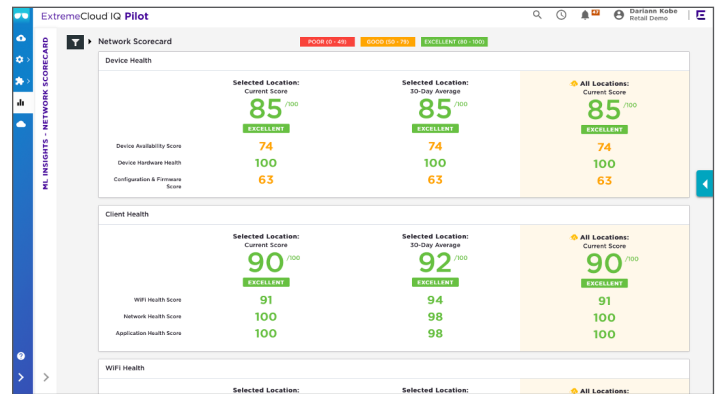 ExtremeCloud IQ Pilot
47
Dariann Kobe
Retail Demo
ML INSIGHTS - NETWORK SCORECARD
Network Scorecard
POOR (0 - 49)
GOOD (50 - 79)
EXCELLENT (80 - 100)
Device Health
Selected Location: Selected Location: All Locations:
Current Score 30-Day Average Current Score
85 /100 85 /100 85 /100
EXCELLENT EXCELLENT EXCELLENT
Device Availability Score 74 74 74
Device Hardware Health 100 100 100
Configuration & Firmware
Score 63 63 63
Client Health
Selected Location: Selected Location: All Locations:
Current Score 30-Day Average Current Score
90 /100 92 /100 90 /100
EXCELLENT EXCELLENT EXCELLENT
WiFi Health Score 91 94 91
Network Health Score 100 98 100
Application Health Score 100 98 100
WiFi Health
Selected Location: Selected Location: All Locations: